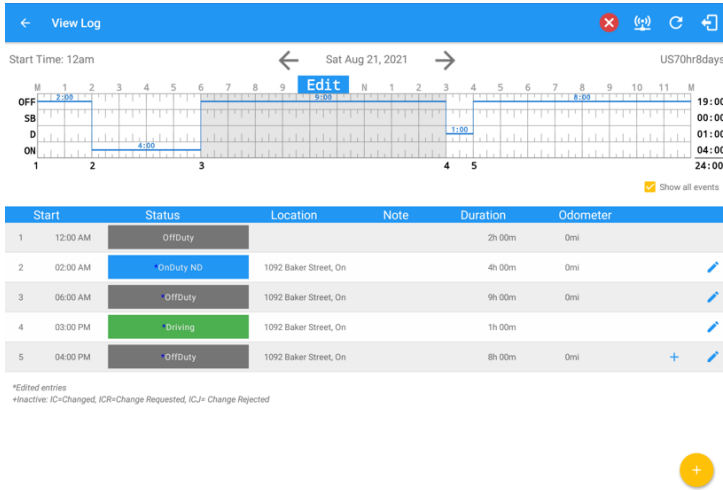 View Log
Start Time: 12am Sat Aug 21, 2021 US70hr8days
M 1 2 3 4 5 6 7 8 9 Edit N 1 2 3 4 5 6 7 8 9 10 11 M
OFF 2:00 9:00 8:00 19:00
SB 00:00
D 1:00 01:00
ON 4:00 04:00
1 2 3 4 5 24:00
Show all events
Start Status Location Note Duration Odometer
1 12:00 AM OffDuty 2h 00m 0mi
2 02:00 AM *OnDuty ND 1092 Baker Street, On 4h 00m 0mi
3 06:00 AM *OffDuty 1092 Baker Street, On 9h 00m 0mi
4 03:00 PM *Driving 1092 Baker Street, On 1h 00m
5 04:00 PM *OffDuty 1092 Baker Street, On 8h 00m 0mi
*Edited entries
+Inactive: IC=Changed, ICR=Change Requested, ICJ= Change Rejected